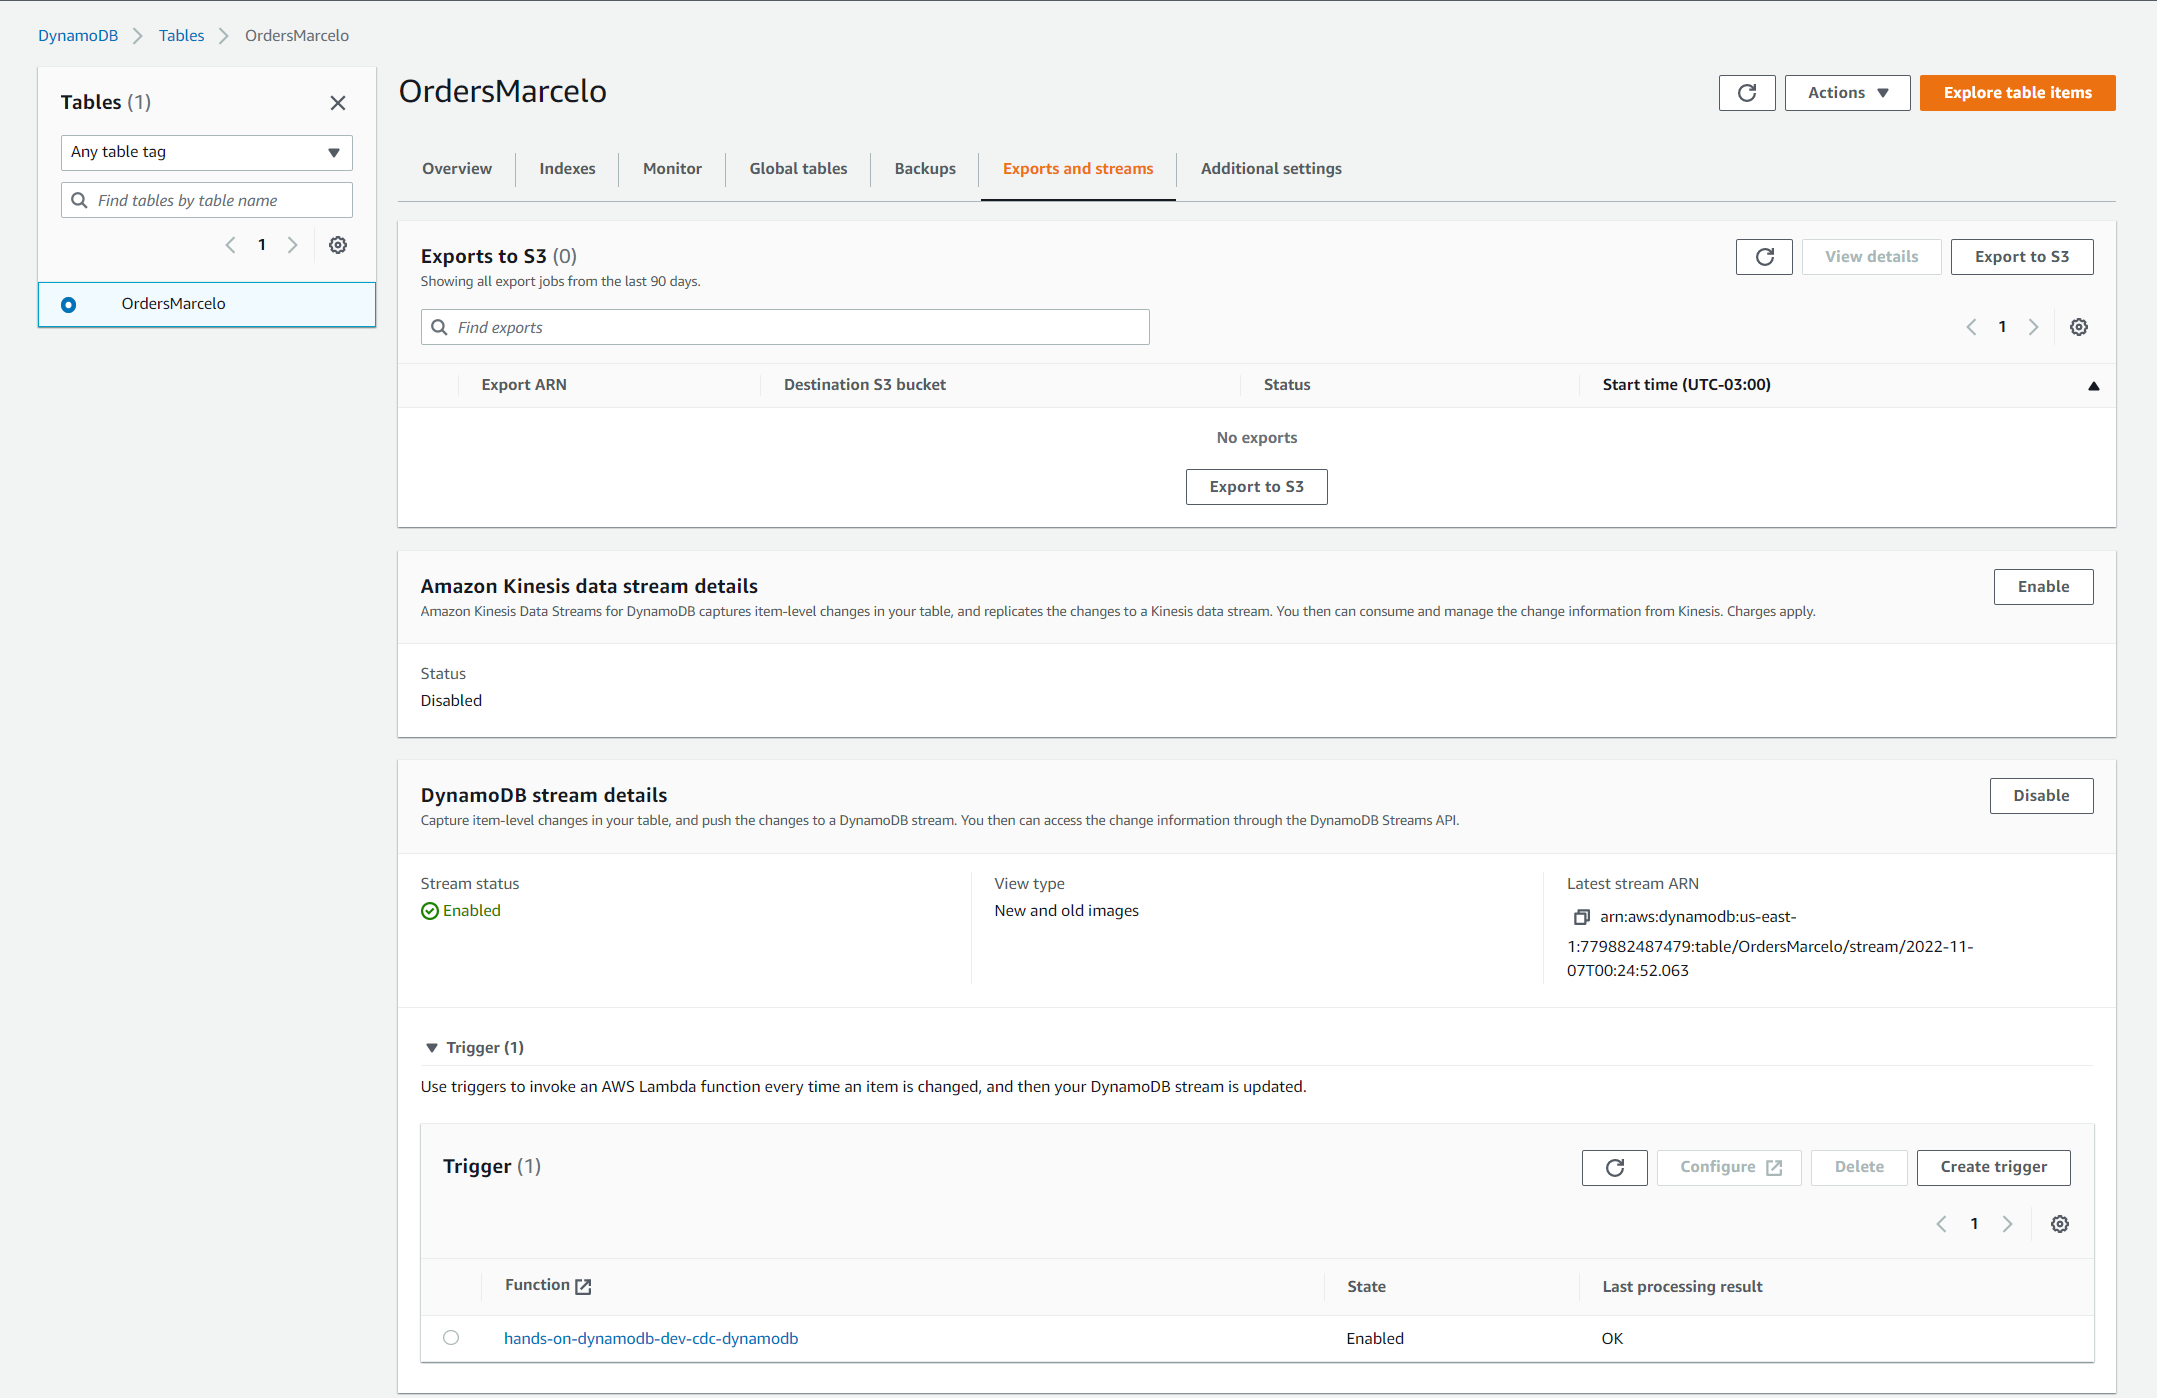 DynamoDB
Tables
OrdersMarcelo
Tables (1)
Any table tag
Find tables by table name
1
OrdersMarcelo
OrdersMarcelo
Actions
Explore table items
Overview
Indexes
Monitor
Global tables
Backups
Exports and streams
Additional settings
Exports to S3 (0)
Showing all export jobs from the last 90 days.
View details
Export to S3
Find exports
1
Export ARN
Destination S3 bucket
Status
Start time (UTC-03:00)
No exports
Export to S3
Amazon Kinesis data stream details
Amazon Kinesis Data Streams for DynamoDB captures item-level changes in your table, and replicates the changes to a Kinesis data stream. You then can consume and manage the change information from Kinesis. Charges apply.
Enable
Status
Disabled
DynamoDB stream details
Capture item-level changes in your table, and push the changes to a DynamoDB stream. You then can access the change information through the DynamoDB Streams API.
Disable
Stream status
Enabled
View type
New and old images
Latest stream ARN
arn:aws:dynamodb:us-east-
1:779882487479:table/OrdersMarcelo/stream/2022-11-
07T00:24:52.063
Trigger (1)
Use triggers to invoke an AWS Lambda function every time an item is changed, and then your DynamoDB stream is updated.
Trigger (1)
Configure
Delete
Create trigger
1
Function
State
Last processing result
hands-on-dynamodb-dev-cdc-dynamodb
Enabled
OK